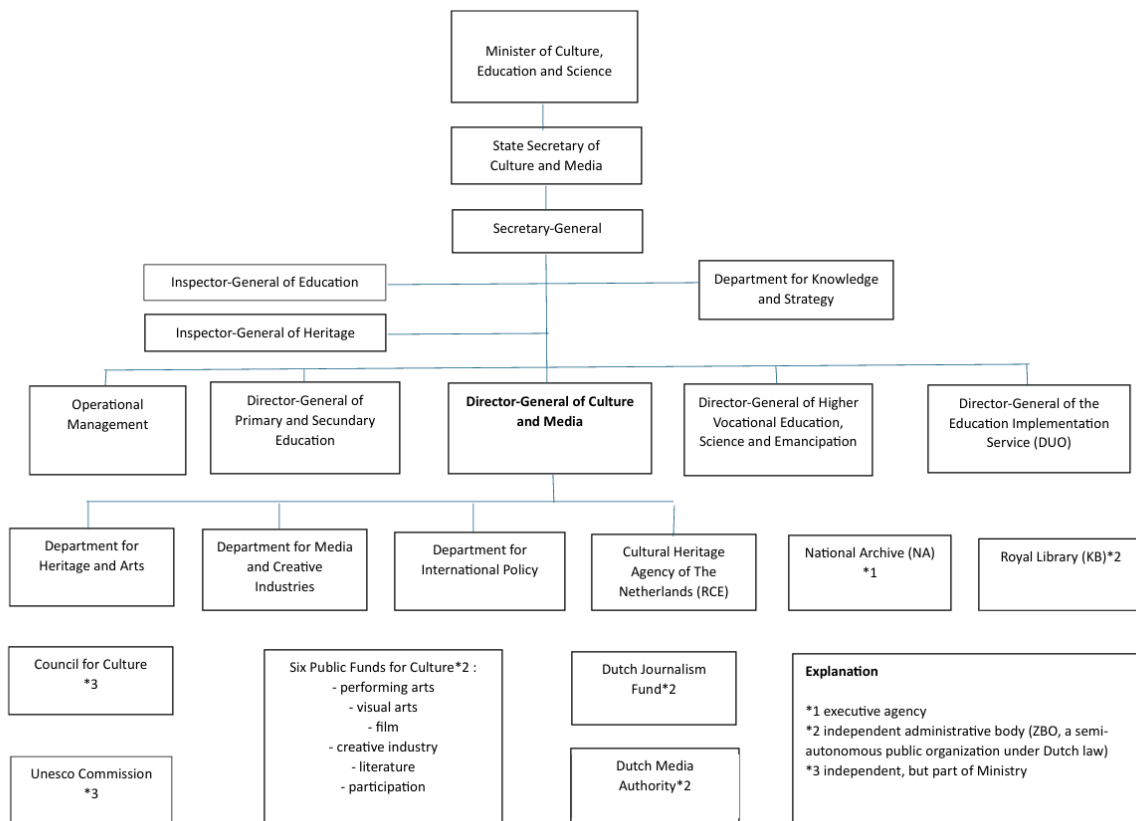 Minister of Culture,
Education and Science
State Secretary of
Culture and Media
Secretary-General
Inspector-General of Education
Department for Knowledge
and Strategy
Inspector-General of Heritage
Operational
Management
Director-General of
Primary and Secundary
Education
Director-General of Culture
and Media
Director-General of Higher
Vocational Education,
Science and Emancipation
Director-General of the
Education Implementation
Service (DUO)
Department for
Heritage and Arts
Department for Media
and Creative
Industries
Department for
International Policy
Cultural Heritage
Agency of The
Netherlands (RCE)
National Archive (NA)
*1
Royal Library (KB)*2
Council for Culture
*3
Six Public Funds for Culture*2 :
- performing arts
- visual arts
- film
- creative industry
- literature
- participation
Dutch Journalism
Fund*2
Explanation
*1 executive agency
*2 independent administrative body (ZBO, a semi-
autonomous public organization under Dutch law)
*3 independent, but part of Ministry
Unesco Commission
*3
Dutch Media
Authority*2